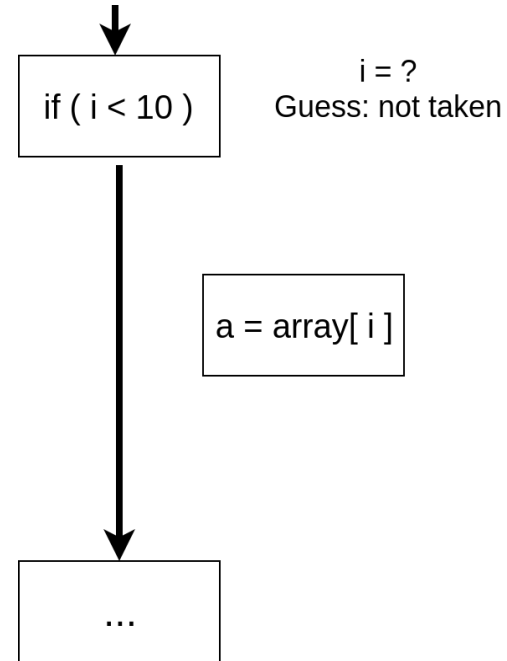 if ( i < 10 )
i = ?
Guess: not taken
a = array[ i ]
...